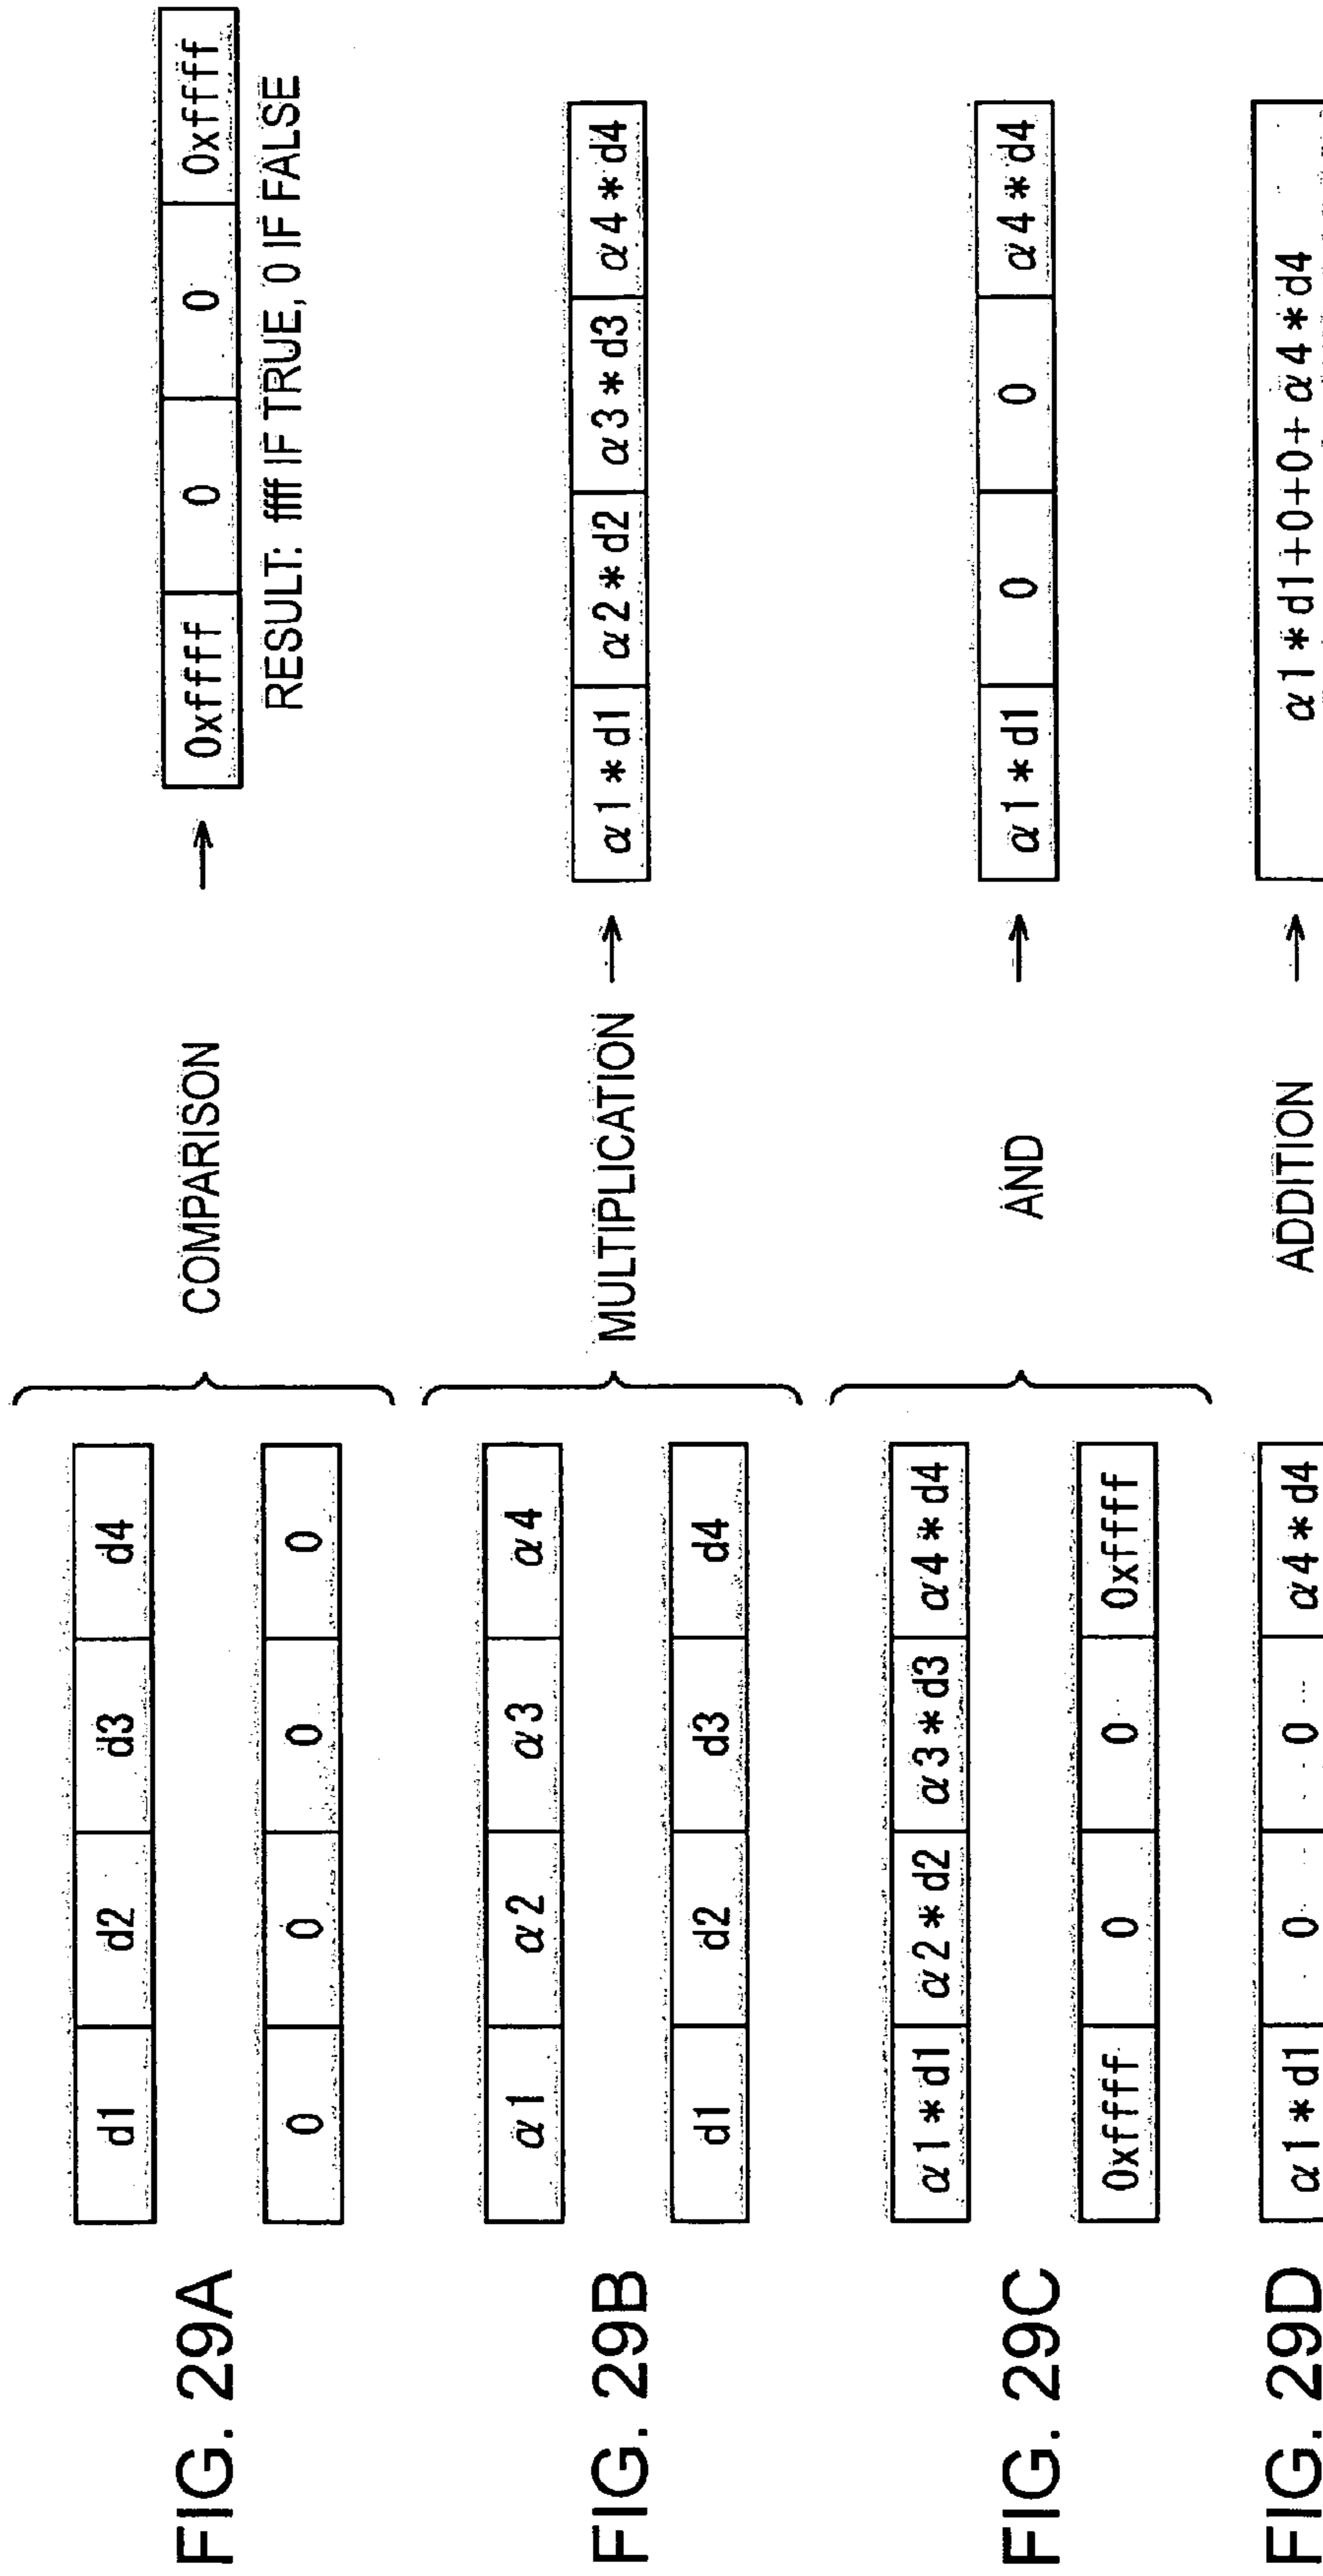 FIG. 29A
d1 d2 d3 d4
0 0 0 0
COMPARISON
→
0xffff 0 0 0xffff
RESULT: ffff IF TRUE, 0 IF FALSE
FIG. 29B
α1 α2 α3 α4
d1 d2 d3 d4
MULTIPLICATION
→
α1*d1 α2*d2 α3*d3 α4*d4
FIG. 29C
α1*d1 α2*d2 α3*d3 α4*d4
0xffff 0 0 0xffff
AND
→
α1*d1 0 0 α4*d4
FIG. 29D
α1*d1 0 0 α4*d4
ADDITION
→
α1*d1+0+0+α4*d4